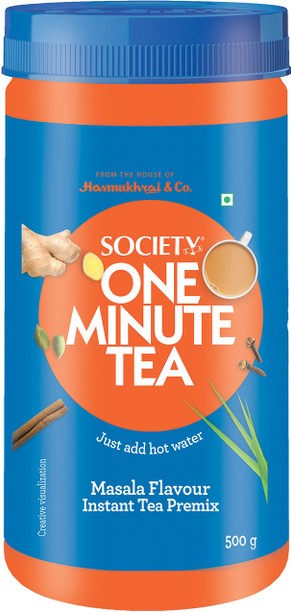 FROM THE HOUSE OF
Hasmukhrai & Co.
SOCIETY®
ONE
MINUTE
TEA
Just add hot water
Masala Flavour
Instant Tea Premix
500 g
Creative visualization